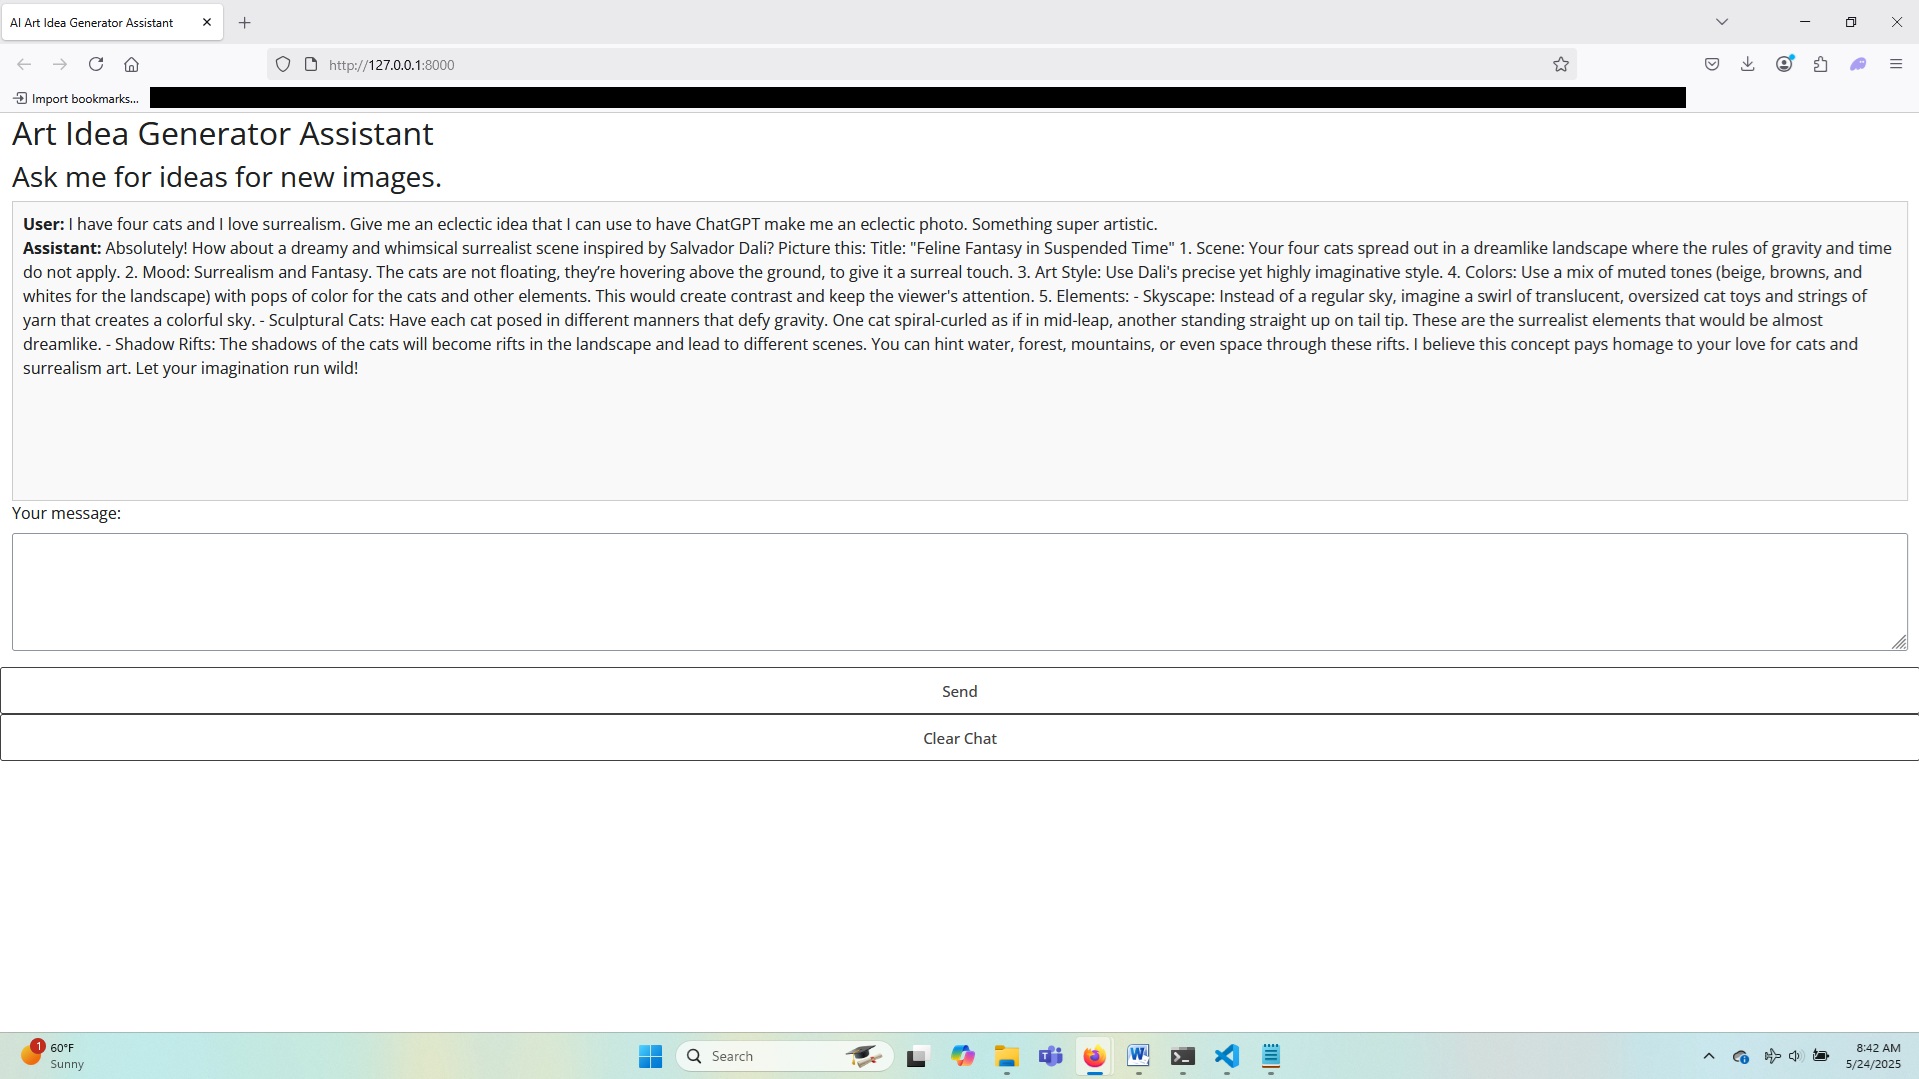 AI Art Idea Generator Assistant
http://127.0.0.1:8000
Import bookmarks...
Art Idea Generator Assistant
Ask me for ideas for new images.
User: I have four cats and I love surrealism. Give me an eclectic idea that I can use to have ChatGPT make me an eclectic photo. Something super artistic.
Assistant: Absolutely! How about a dreamy and whimsical surrealist scene inspired by Salvador Dali? Picture this: Title: "Feline Fantasy in Suspended Time" 1. Scene: Your four cats spread out in a dreamlike landscape where the rules of gravity and time
do not apply. 2. Mood: Surrealism and Fantasy. The cats are not floating, they’re hovering above the ground, to give it a surreal touch. 3. Art Style: Use Dali's precise yet highly imaginative style. 4. Colors: Use a mix of muted tones (beige, browns, and
whites for the landscape) with pops of color for the cats and other elements. This would create contrast and keep the viewer's attention. 5. Elements: - Skyscape: Instead of a regular sky, imagine a swirl of translucent, oversized cat toys and strings of
yarn that creates a colorful sky. - Sculptural Cats: Have each cat posed in different manners that defy gravity. One cat spiral-curled as if in mid-leap, another standing straight up on tail tip. These are the surrealist elements that would be almost
dreamlike. - Shadow Rifts: The shadows of the cats will become rifts in the landscape and lead to different scenes. You can hint water, forest, mountains, or even space through these rifts. I believe this concept pays homage to your love for cats and
surrealism art. Let your imagination run wild!
Your message:
Send
Clear Chat
1
60°F
Sunny
Search
8:42 AM
5/24/2025